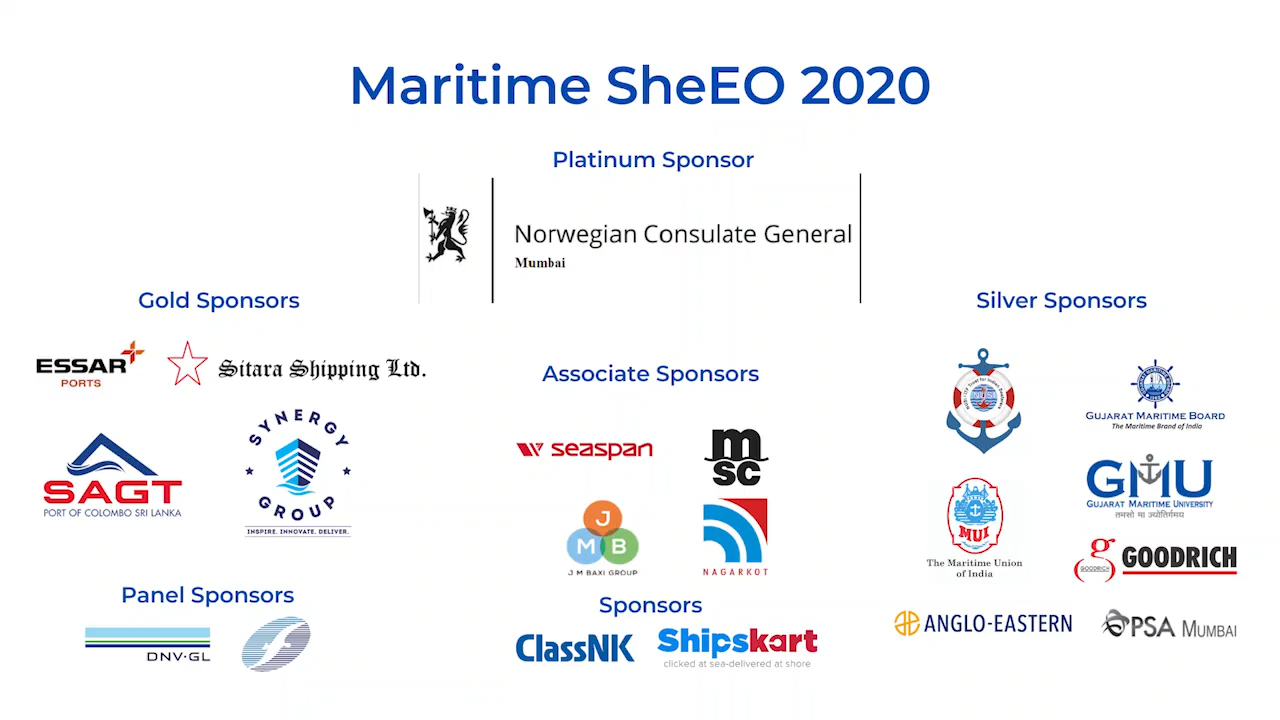 Maritime SheEO 2020
Platinum Sponsor
Norwegian Consulate General
Mumbai
Gold Sponsors
ESSAR
PORTS
Sitara Shipping Ltd.
SAGT
PORT OF COLOMBO SRI LANKA
SYNERGY
GROUP
INSPIRE. INNOVATE. DELIVER.
Associate Sponsors
seaspan
msc
J
M B
J M BAXI GROUP
NAGARKOT
Silver Sponsors
GUJARAT MARITIME BOARD
The Maritime Brand of India
GMU
GUJARAT MARITIME UNIVERSITY
तमसो मा ज्योतिर्गमय
MUI
The Maritime Union
of India
g
GOODRICH
GOODRICH
ANGLO-EASTERN
PSA MUMBAI
Panel Sponsors
DNV·GL
Sponsors
ClassNK
Shipskart
clicked at sea-delivered at shore